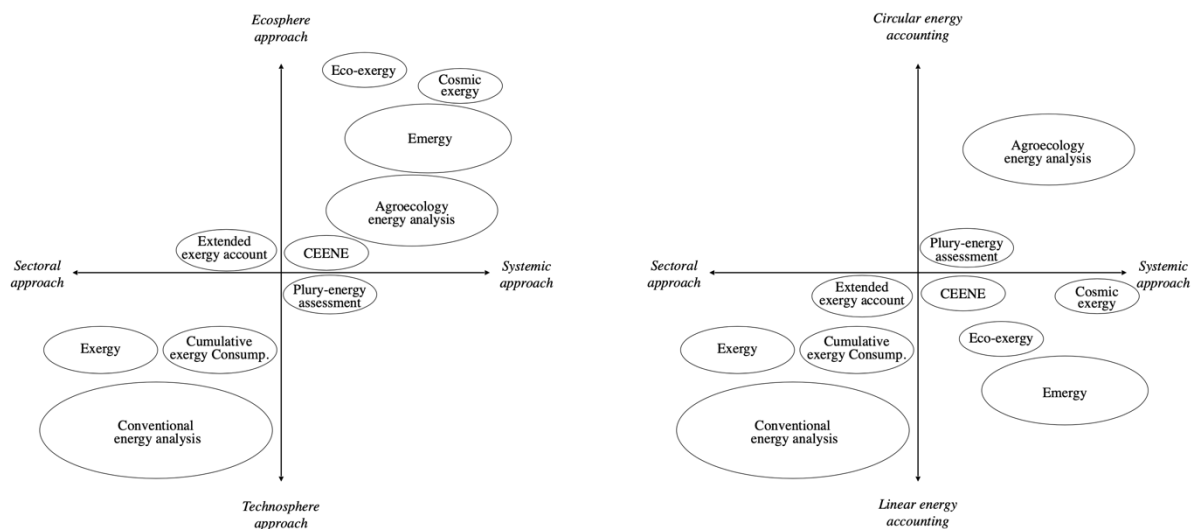 Ecosphere
approach
Eco-exergy
Cosmic
exergy
Emergy
Agroecology
energy analysis
Extended
exergy account
CEENE
Sectoral
approach
Systemic
approach
Plury-energy
assessment
Exergy
Cumulative
exergy Consump.
Conventional
energy analysis
Technosphere
approach
Circular energy
accounting
Agroecology
energy analysis
Plury-energy
assessment
Sectoral
approach
Systemic
approach
Extended
exergy account
CEENE
Cosmic
exergy
Exergy
Cumulative
exergy Consump.
Eco-exergy
Emergy
Conventional
energy analysis
Linear energy
accounting